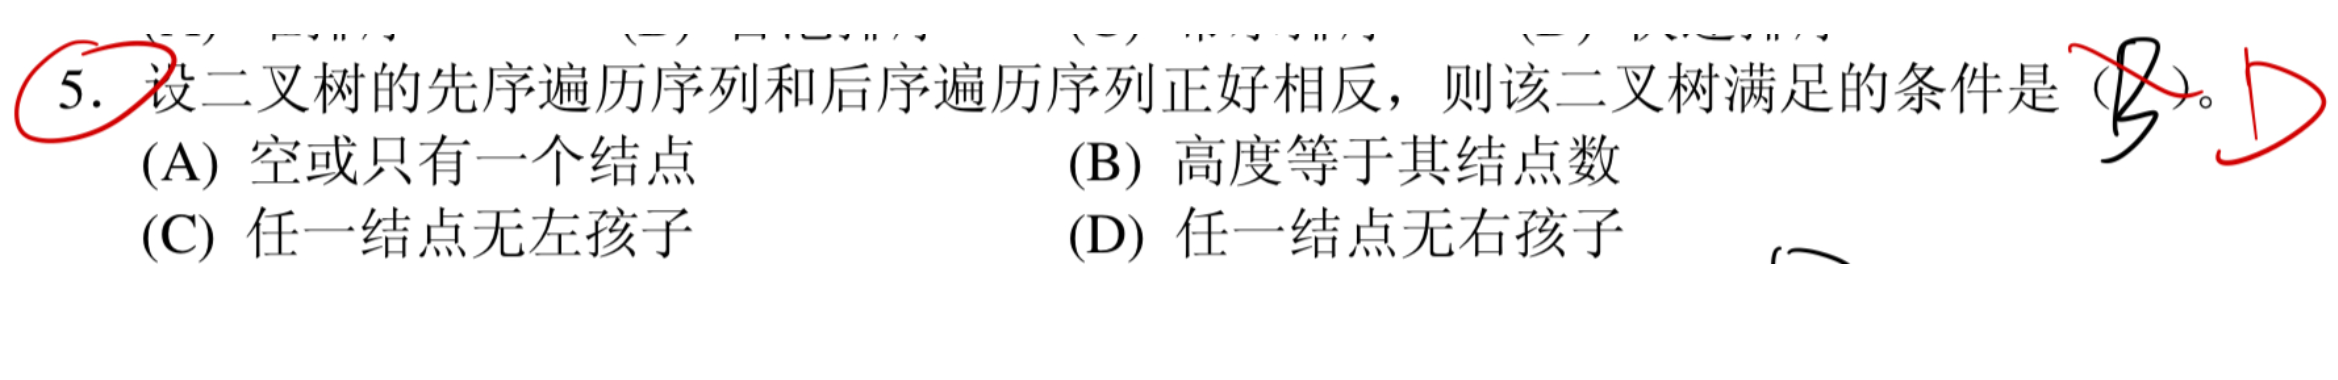 5. 设二叉树的先序遍历序列和后序遍历序列正好相反，则该二叉树满足的条件是（B）。D
(A) 空或只有一个结点 (B) 高度等于其结点数
(C) 任一结点无左孩子 (D) 任一结点无右孩子